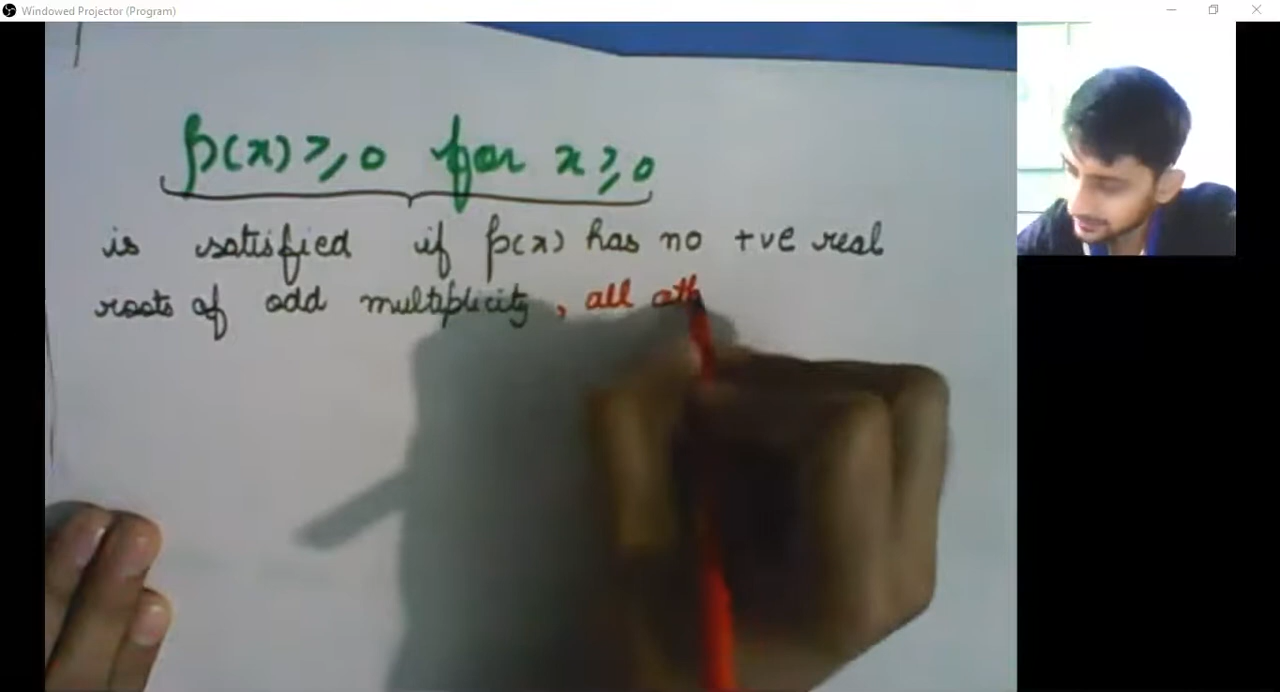 Windowed Projector (Program)
p(x) ≥ 0 for x ≥ 0
is satisfied if p(x) has no +ve real
roots of odd multiplicity, all oth